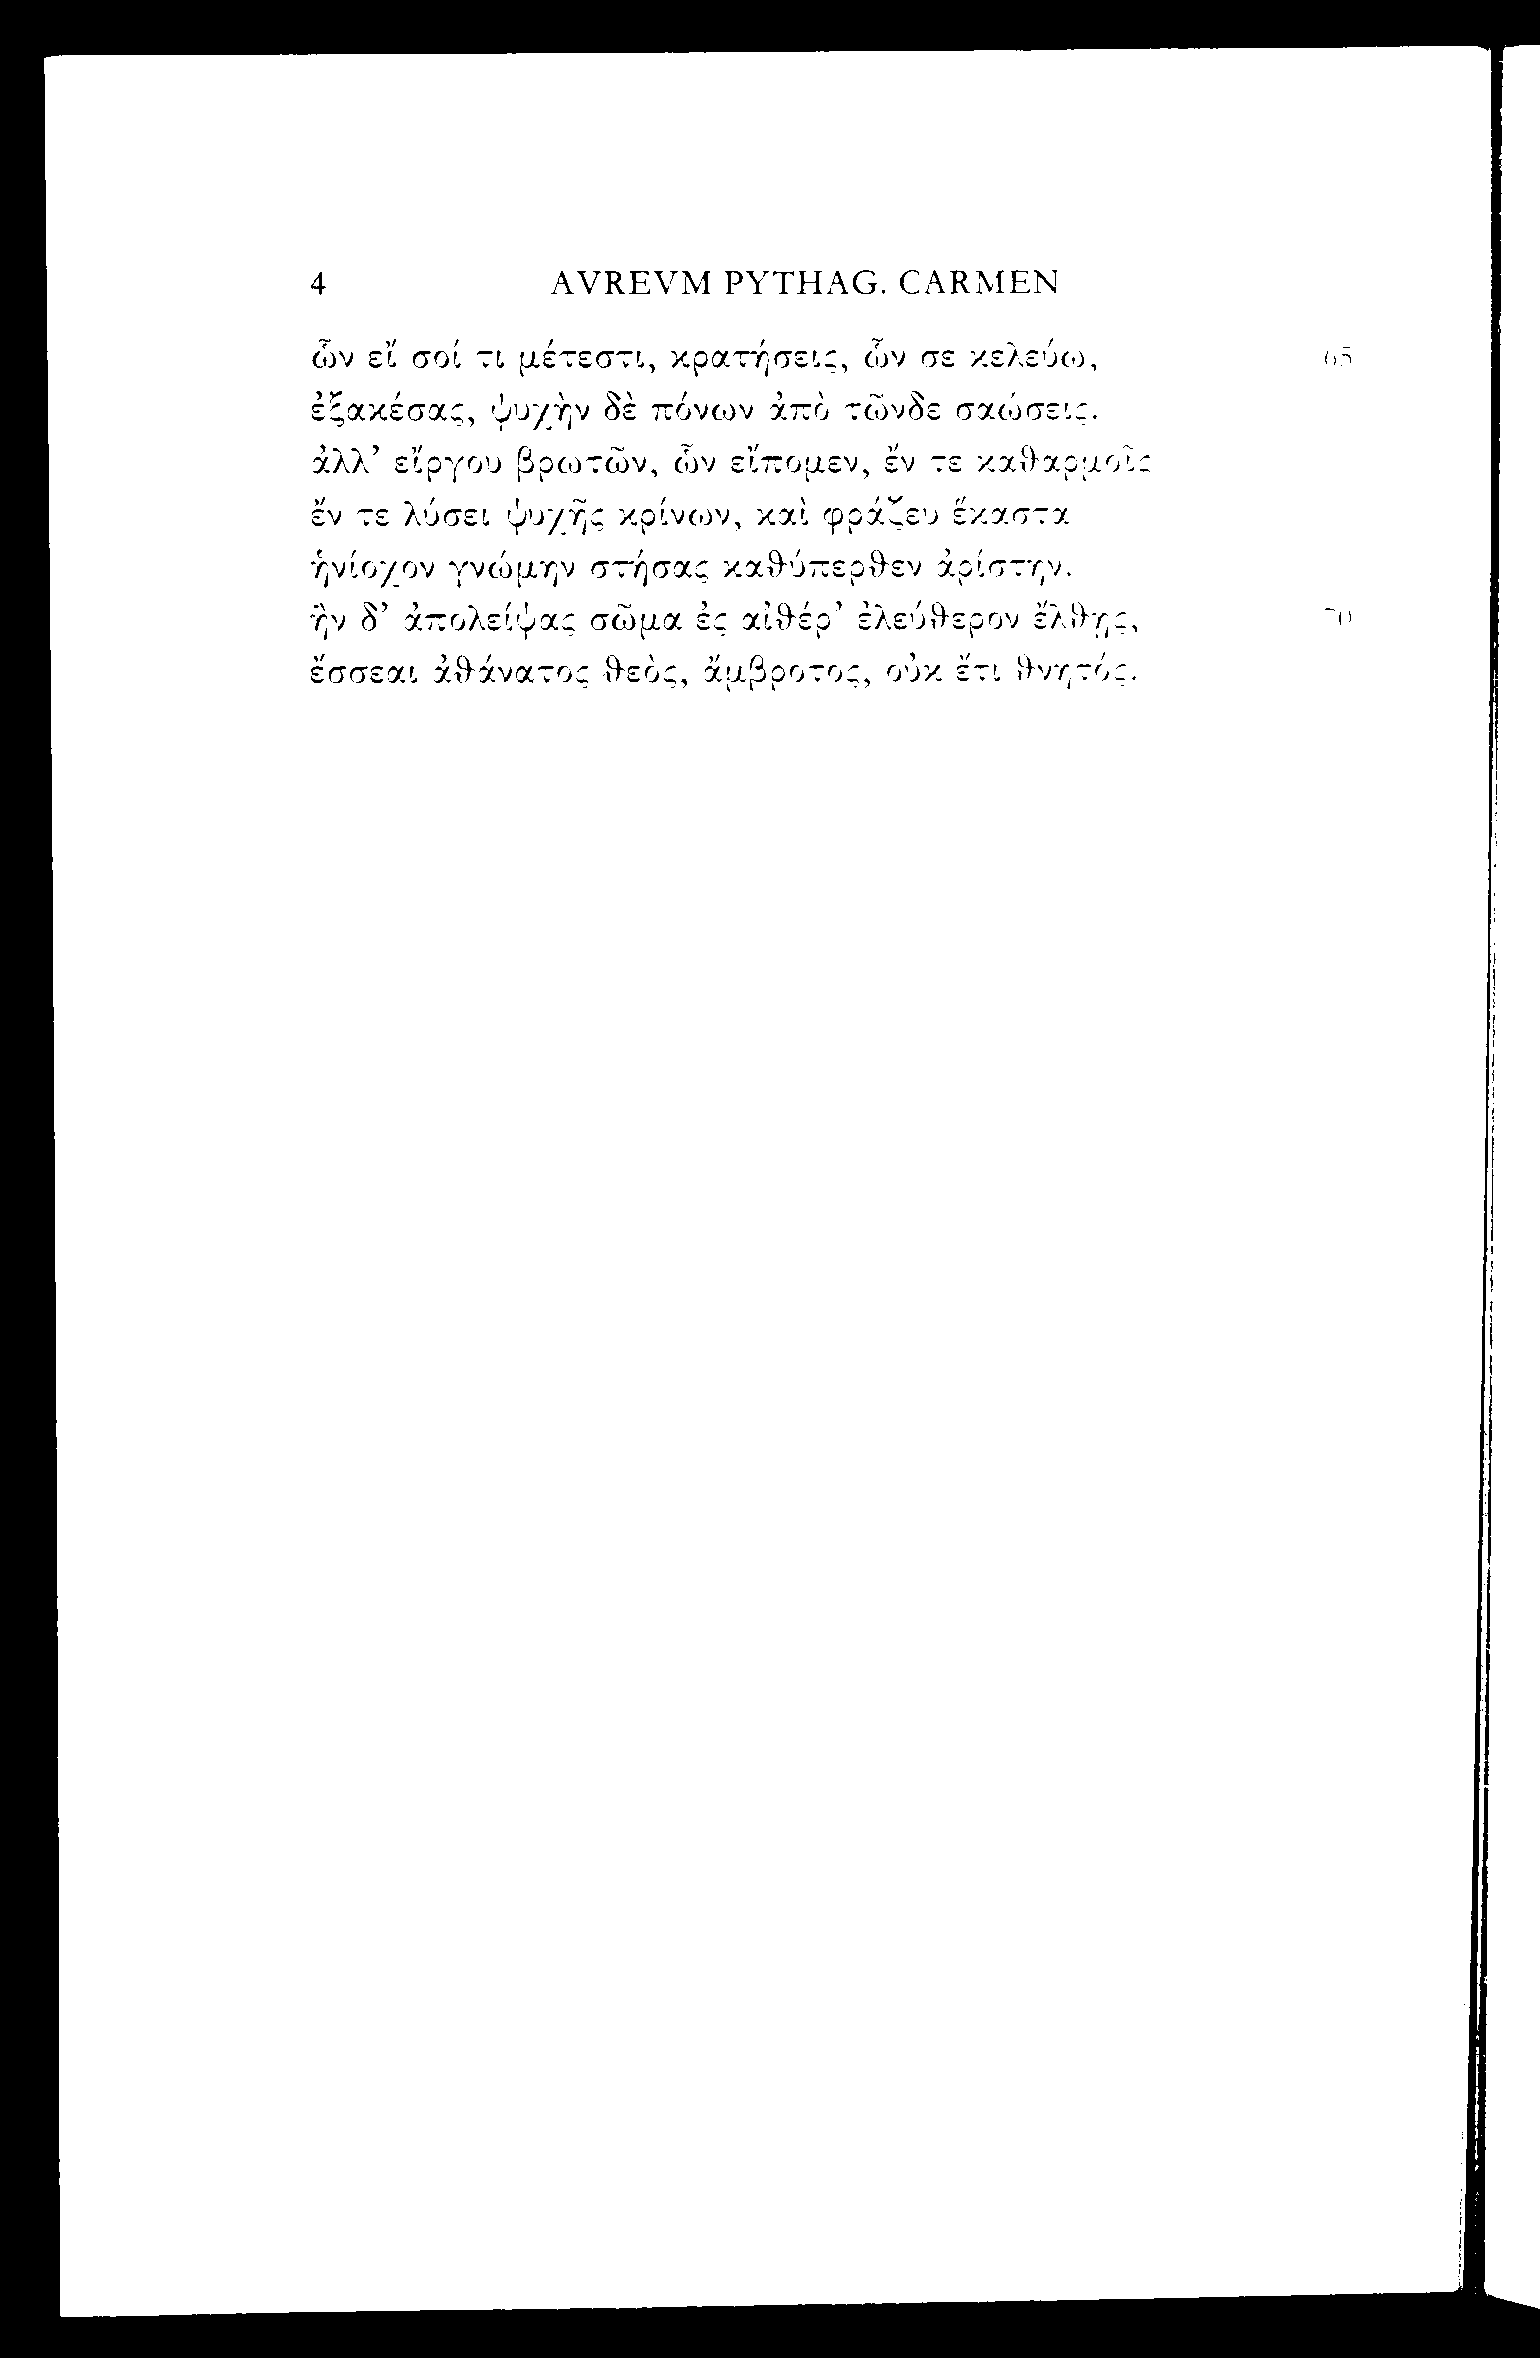 4 AVREVM PYTHAG. CARMEN
ὧν εἴ σοί τι μέτεστι, κρατήσεις, ὧν σε κελεύω, 65
ἐξακέσας, ψυχὴν δὲ πόνων ἀπὸ τῶνδε σαώσεις.
ἀλλ’ εἴργου βρωτῶν, ὧν εἴπομεν, ἔν τε καθαρμοῖς
ἔν τε λύσει ψυχῆς κρίνων, καὶ φράζευ ἕκαστα
ἡνίοχον γνώμην στήσας καθύπερθεν ἀρίστην.
ἢν δ’ ἀπολείψας σῶμα ἐς αἰθέρ’ ἐλεύθερον ἔλθῃς, 70
ἔσσεαι ἀθάνατος θεὸς, ἄμβροτος, οὐκ ἔτι θνητός.